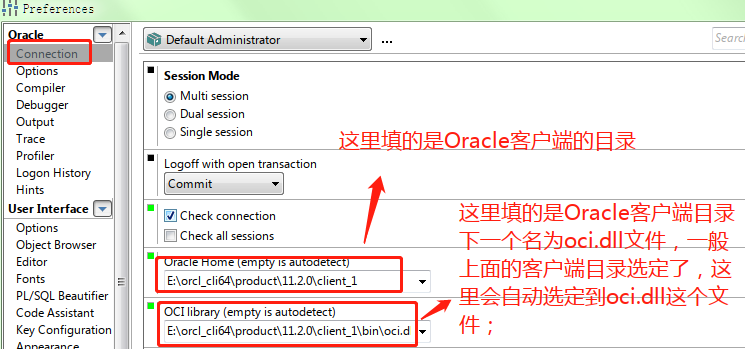 Preferences
Oracle
Connection
Options
Compiler
Debugger
Output
Trace
Profiler
Logon History
Hints
User Interface
Options
Object Browser
Editor
Fonts
PL/SQL Beautifier
Code Assistant
Key Configuration
Appearance
Default Administrator
...
Search
Session Mode
Multi session
Dual session
Single session
这里填的是Oracle客户端的目录
Logoff with open transaction
Commit
Check connection
Check all sessions
Oracle Home (empty is autodetect)
E:\orcl_cli64\product\11.2.0\client_1
OCI library (empty is autodetect)
E:\orcl_cli64\product\11.2.0\client_1\bin\oci.d
这里填的是Oracle客户端目录
下一个名为oci.dll文件，一般
上面的客户端目录选定了，这
里会自动选定到oci.dll这个文
件；